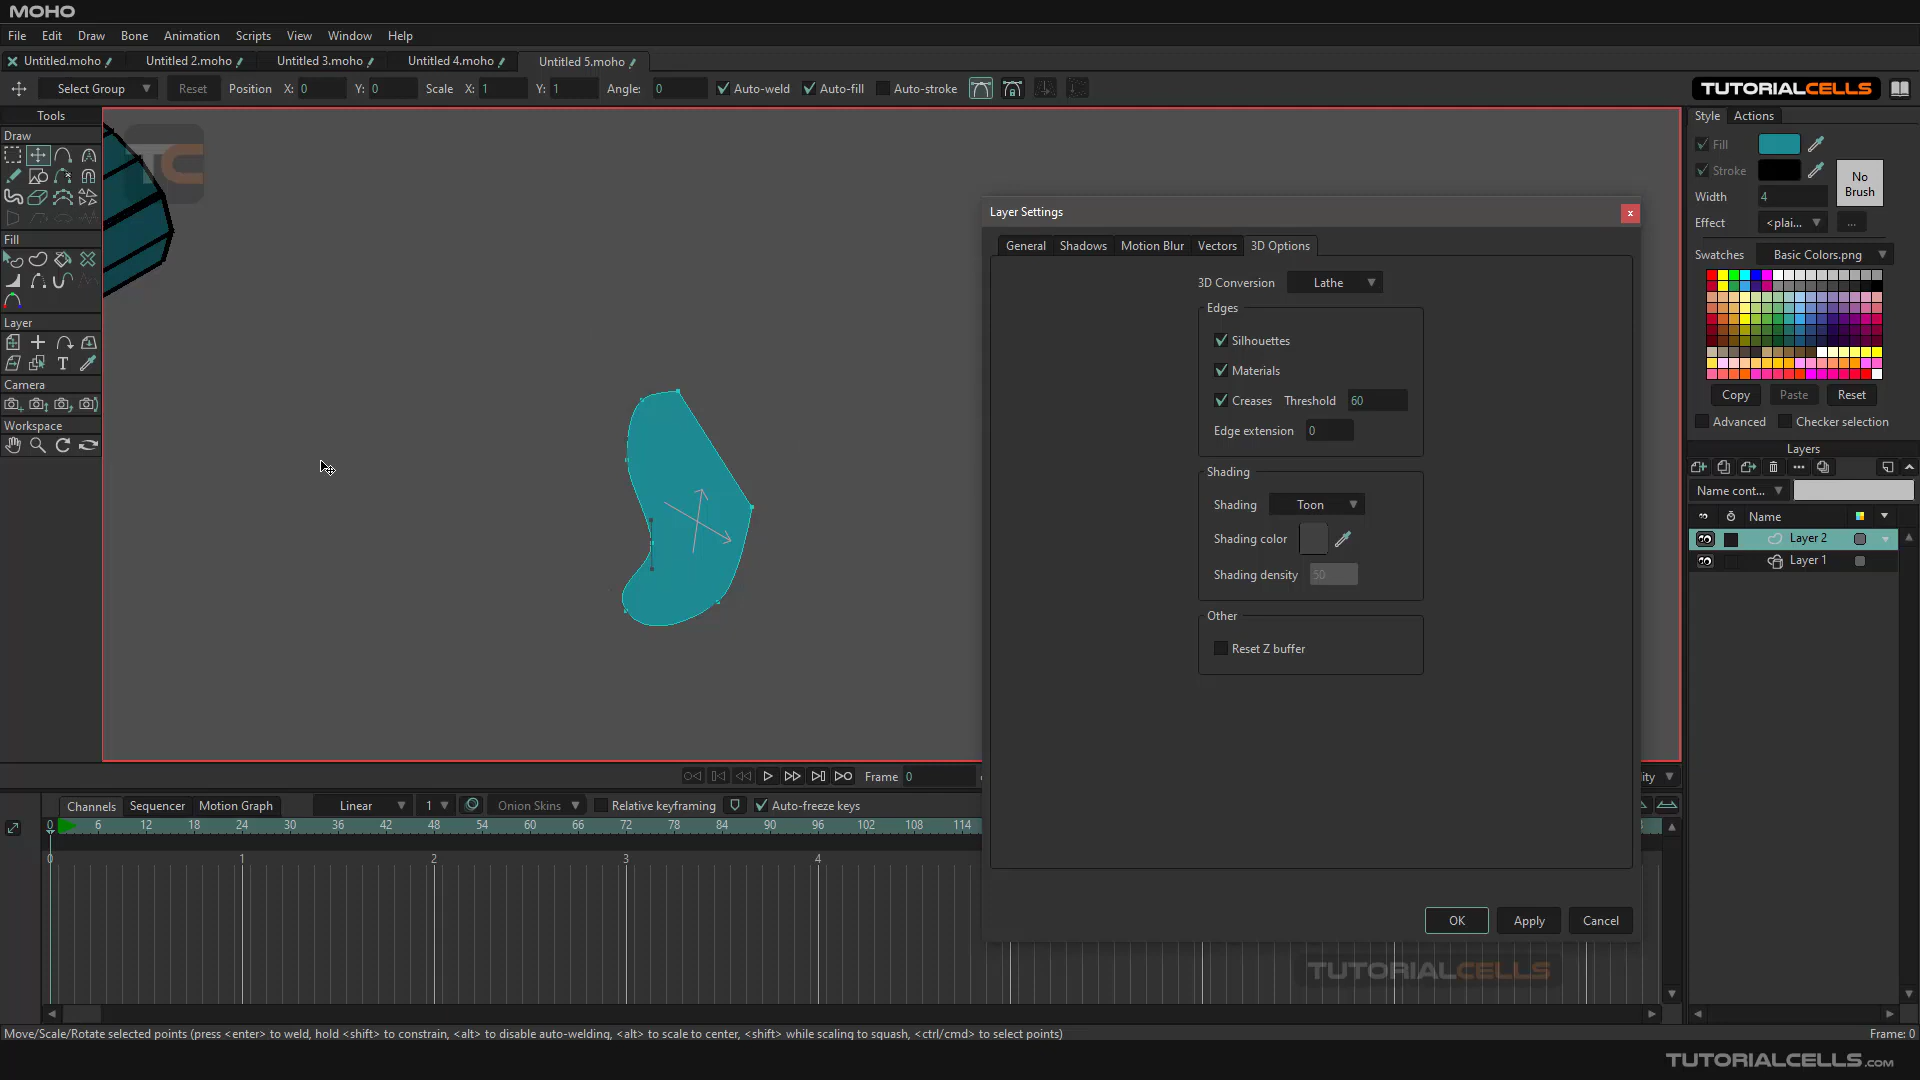 MOHO
File Edit Draw Bone Animation Scripts View Window Help
Untitled.moho Untitled 2.moho Untitled 3.moho Untitled 4.moho Untitled 5.moho
Select Group Reset Position X: 0 Y: 0 Scale X: 1 Y: 1 Angle: 0 Auto-weld Auto-fill Auto-stroke
TUTORIALCELLS
Tools
Draw
Fill
Layer
Camera
Workspace
TC
Layer Settings
x
General Shadows Motion Blur Vectors 3D Options
3D Conversion Lathe
Edges
Silhouettes
Materials
Creases Threshold 60
Edge extension 0
Shading
Shading Toon
Shading color
Shading density 50
Other
Reset Z buffer
OK Apply Cancel
Style Actions
Fill
Stroke
No Brush
Width 4
Effect <plai... ...
Swatches Basic Colors.png
Copy Paste Reset
Advanced Checker selection
Layers
Name cont...
Name
Layer 2
Layer 1
Frame 0
ity
Channels Sequencer Motion Graph Linear 1 Onion Skins Relative keyframing Auto-freeze keys
0 6 12 18 24 30 36 42 48 54 60 66 72 78 84 90 96 102 108 114
0 1 2 3 4
TUTORIALCELLS
Move/Scale/Rotate selected points (press <enter> to weld, hold <shift> to constrain, <alt> to disable auto-welding, <alt> to scale to center, <shift> while scaling to squash, <ctrl/cmd> to select points)
Frame: 0
TUTORIALCELLS.COM